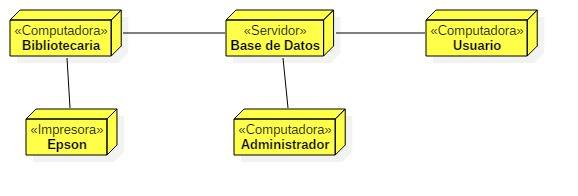 «Computadora»
Bibliotecaria
«Servidor»
Base de Datos
«Computadora»
Usuario
«Impresora»
Epson
«Computadora»
Administrador